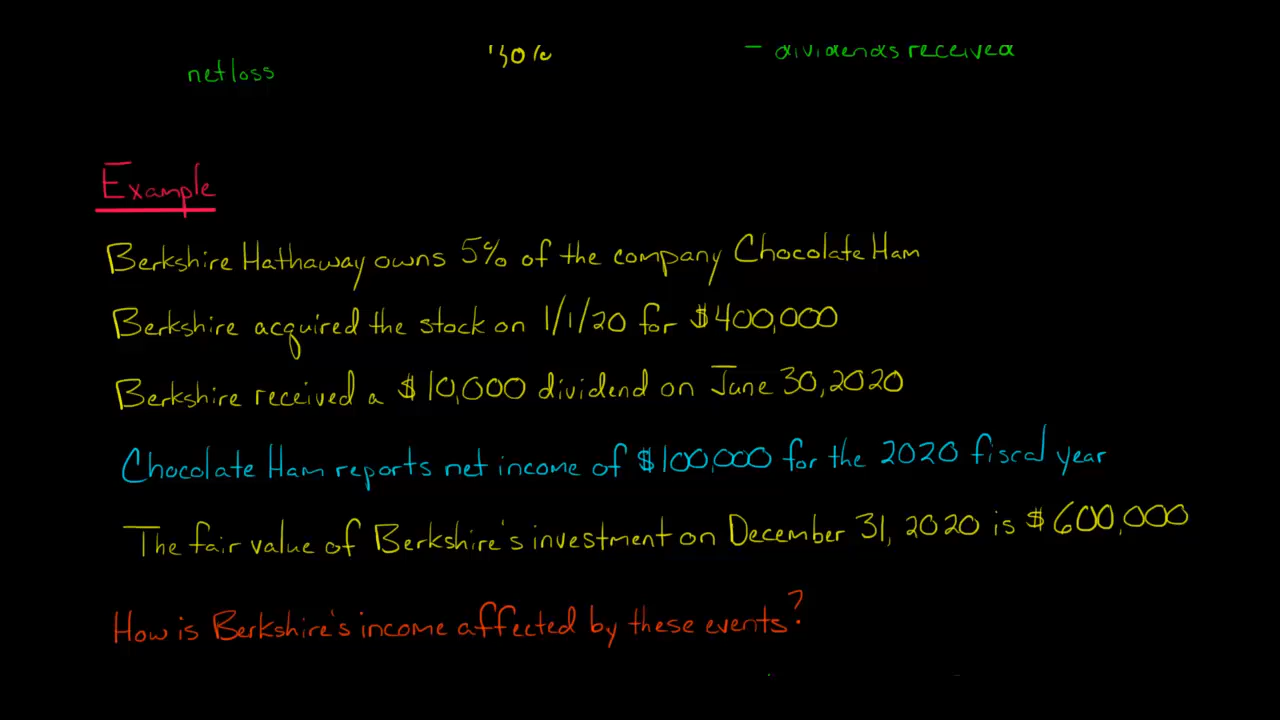 - dividends received
net loss
Example
Berkshire Hathaway owns 5% of the company Chocolate Ham
Berkshire acquired the stock on 1/1/20 for $400,000
Berkshire received a $10,000 dividend on June 30, 2020
Chocolate Ham reports net income of $100,000 for the 2020 fiscal year
The fair value of Berkshire's investment on December 31, 2020 is $600,000
How is Berkshire's income affected by these events?